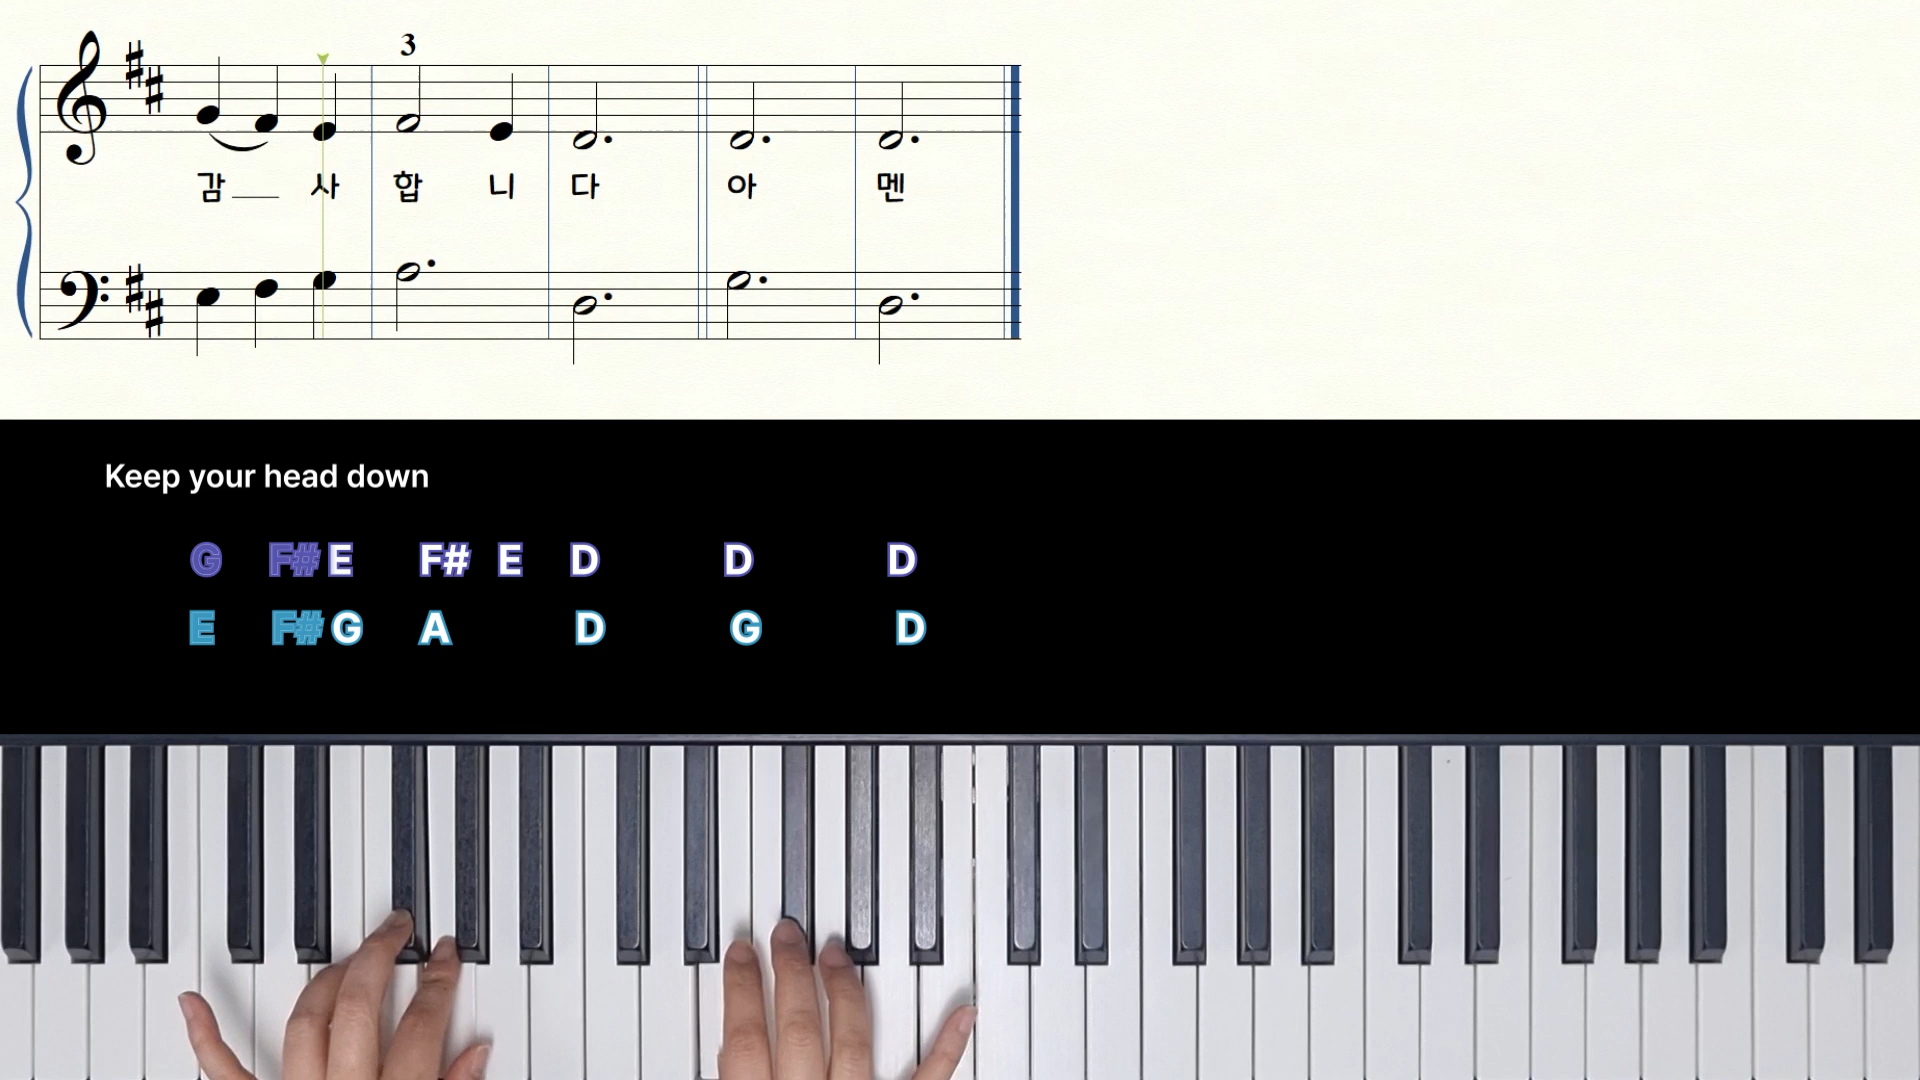 3
감 사 합 니 다 아 멘
Keep your head down
G F# E F# E D D D
E F# G A D G D